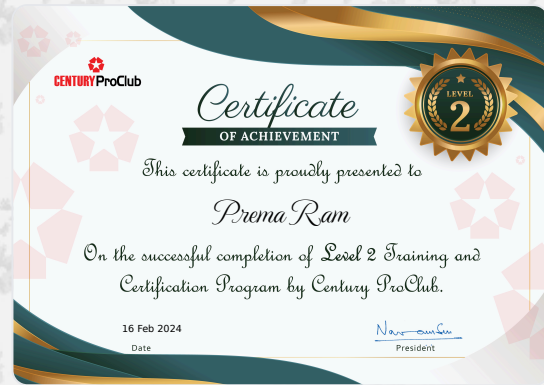 CENTURY ProClub
LEVEL
2
Certificate
OF ACHIEVEMENT
This certificate is proudly presented to
Prema Ram
On the successful completion of Level 2 Training and
Certification Program by Century ProClub.
16 Feb 2024
Date
President